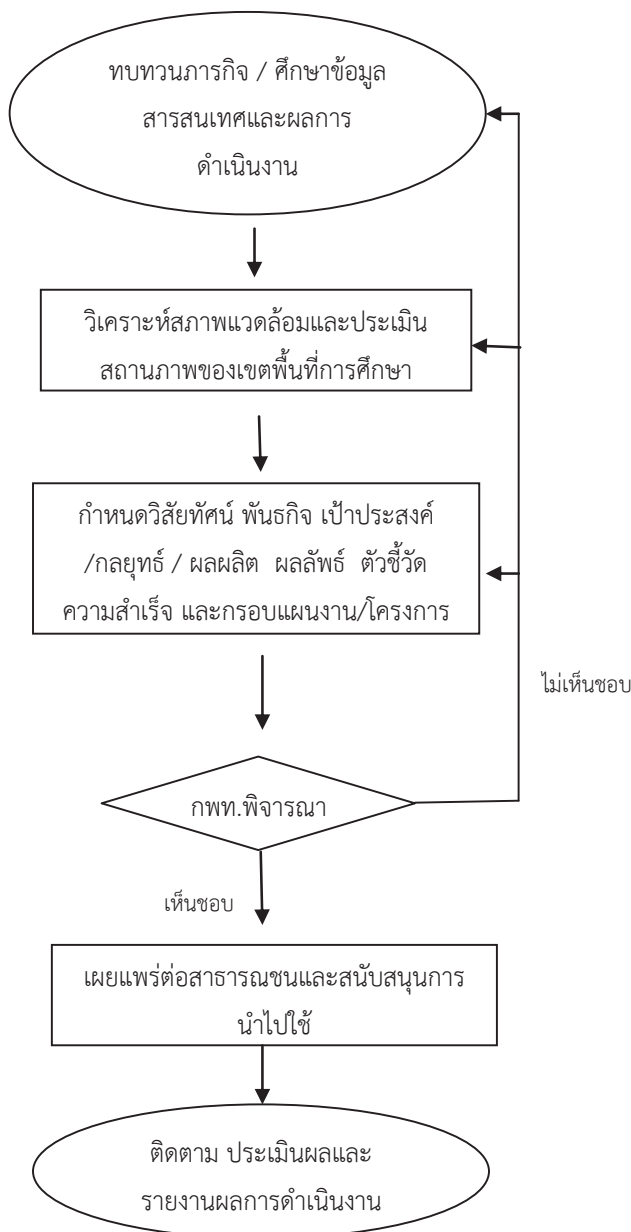 ทบทวนภารกิจ / ศึกษาข้อมูล
สารสนเทศและผลการ
ดำเนินงาน
วิเคราะห์สภาพแวดล้อมและประเมิน
สถานภาพของเขตพื้นที่การศึกษา
กำหนดวิสัยทัศน์ พันธกิจ เป้าประสงค์
/กลยุทธ์ / ผลผลิต ผลลัพธ์ ตัวชี้วัด
ความสำเร็จ และกรอบแผนงาน/โครงการ
ไม่เห็นชอบ
กพท.พิจารณา
เห็นชอบ
เผยแพร่ต่อสาธารณชนและสนับสนุนการ
นำไปใช้
ติดตาม ประเมินผลและ
รายงานผลการดำเนินงาน